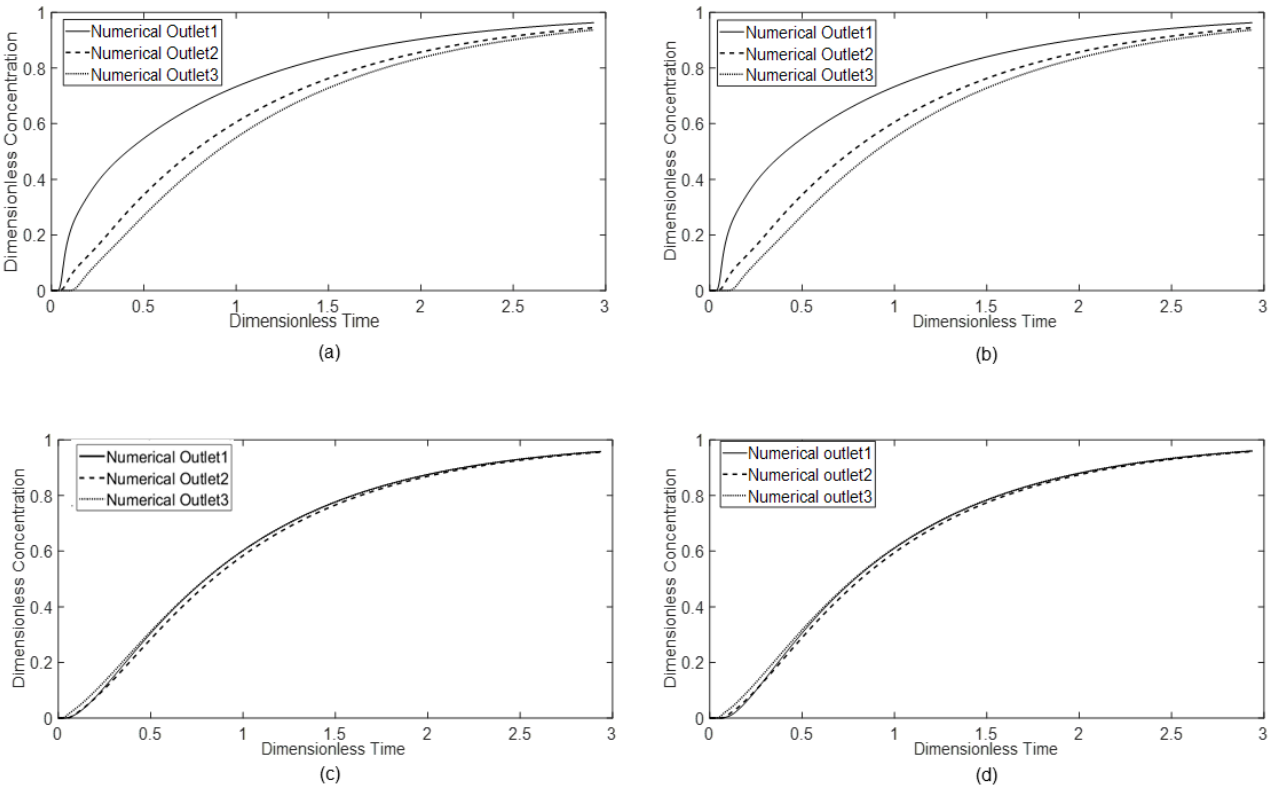 1
0.8
0.6
0.4
0.2
0
Dimensionless Concentration
Numerical Outlet1
Numerical Outlet2
Numerical Outlet3
0
0.5
1
1.5
2
2.5
3
Dimensionless Time
(a)
1
0.8
0.6
0.4
0.2
0
Dimensionless Concentration
Numerical Outlet1
Numerical Outlet2
Numerical Outlet3
0
0.5
1
1.5
2
2.5
3
Dimensionless Time
(b)
1
0.8
0.6
0.4
0.2
0
Dimensionless Concentration
Numerical Outlet1
Numerical Outlet2
Numerical Outlet3
0
0.5
1
1.5
2
2.5
3
Dimensionless Time
(c)
1
0.8
0.6
0.4
0.2
0
Dimensionless Concentration
Numerical outlet1
Numerical outlet2
Numerical outlet3
0
0.5
1
1.5
2
2.5
3
Dimensionless Time
(d)